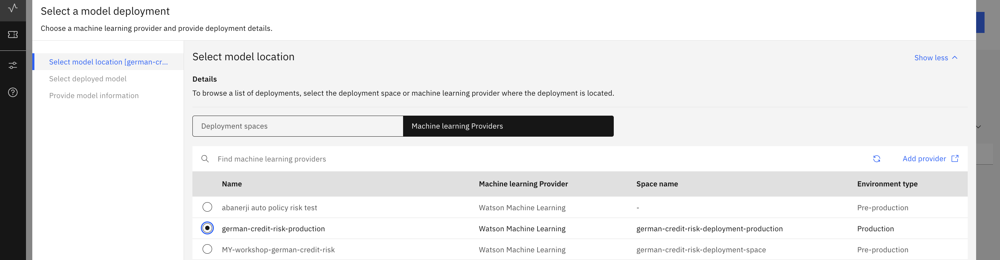 Select a model deployment
Choose a machine learning provider and provide deployment details.
Select model location [german-cr...
Select deployed model
Provide model information
Select model location
Show less
Details
To browse a list of deployments, select the deployment space or machine learning provider where the deployment is located.
Deployment spaces
Machine learning Providers
Find machine learning providers
Add provider
Name Machine learning Provider Space name Environment type
abanerji auto policy risk test Watson Machine Learning - Pre-production
german-credit-risk-production Watson Machine Learning german-credit-risk-deployment-production Production
MY-workshop-german-credit-risk Watson Machine Learning german-credit-risk-deployment-space Pre-production